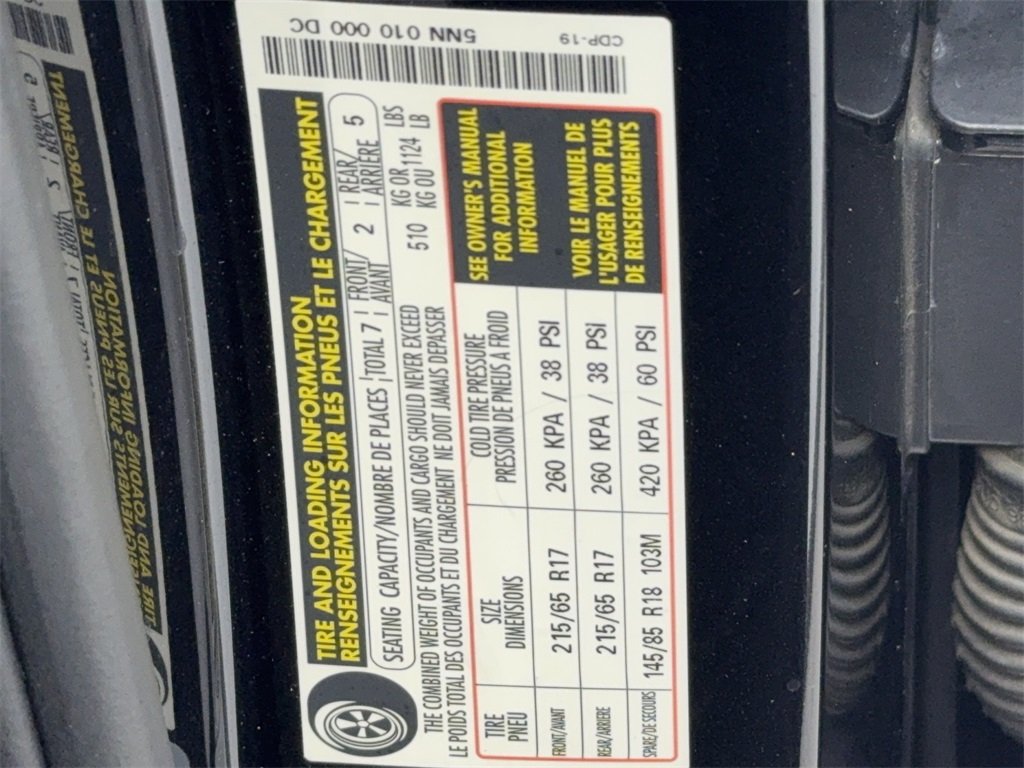 5NN 010 000 DC
CDP-19
TIRE AND LOADING INFORMATION
RENSEIGNEMENTS SUR LES PNEUS ET LE CHARGEMENT
SEATING CAPACITY/NOMBRE DE PLACES TOTAL 7 FRONT/AVANT 2 REAR/ARRIÈRE 5
THE COMBINED WEIGHT OF OCCUPANTS AND CARGO SHOULD NEVER EXCEED 510 KG OR 1124 LBS
LE POIDS TOTAL DES OCCUPANTS ET DU CHARGEMENT NE DOIT JAMAIS DEPASSER KG OU LB
TIRE SIZE COLD TIRE PRESSURE
PNEU DIMENSIONS PRESSION DE PNEUS A FROID
FRONT/AVANT 215/65 R17 260 KPA / 38 PSI
REAR/ARRIERE 215/65 R17 260 KPA / 38 PSI
SPARE/DE SECOURS 145/85 R18 103M 420 KPA / 60 PSI
SEE OWNER'S MANUAL
FOR ADDITIONAL
INFORMATION
VOIR LE MANUEL DE
L'USAGER POUR PLUS
DE RENSEIGNEMENTS